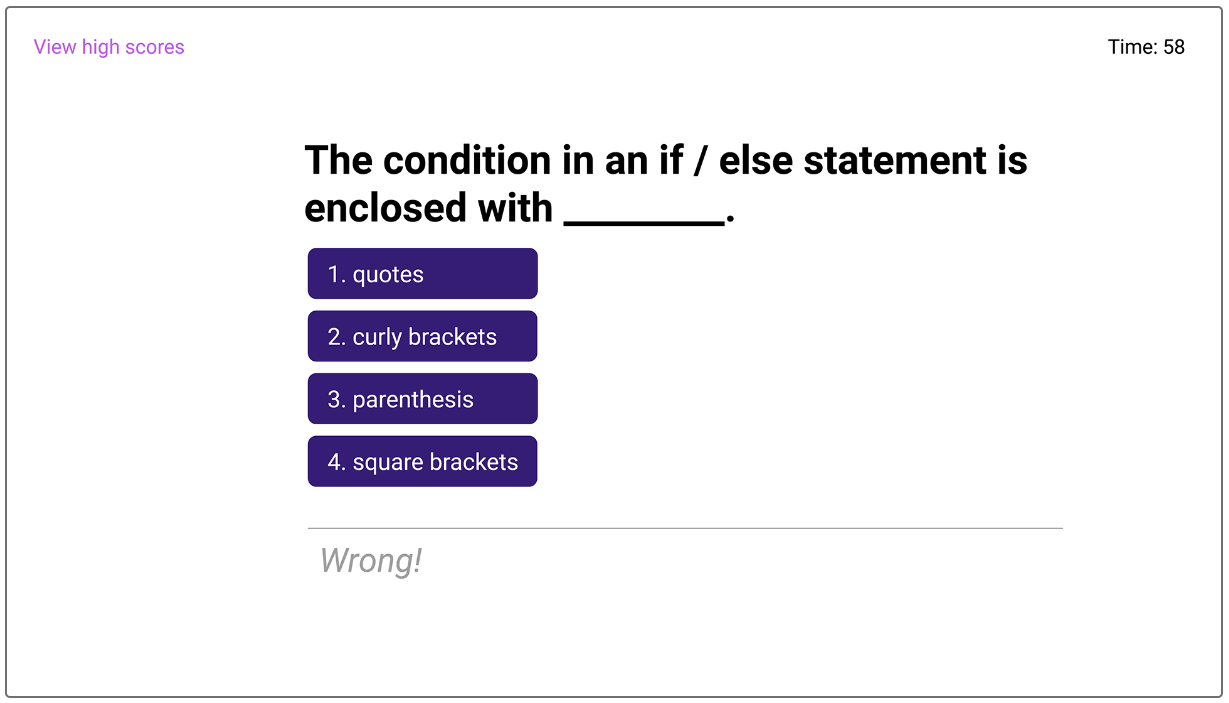 View high scores
Time: 58
The condition in an if / else statement is
enclosed with ________.
1. quotes
2. curly brackets
3. parenthesis
4. square brackets
Wrong!